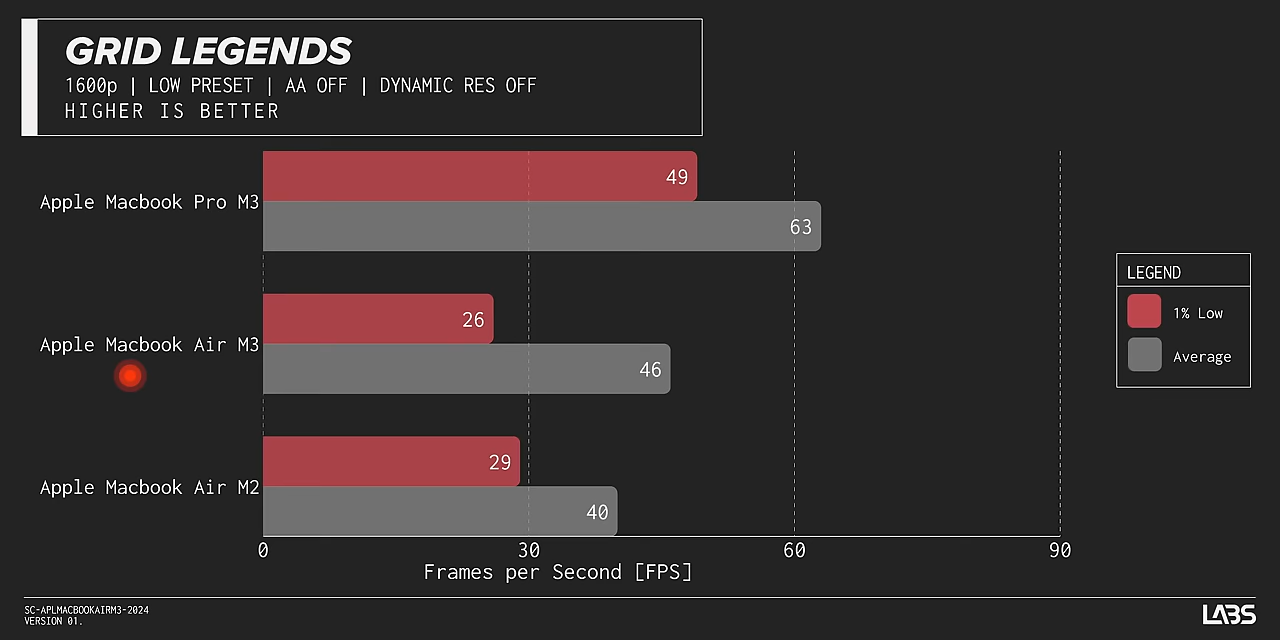 GRID LEGENDS
1600p | LOW PRESET | AA OFF | DYNAMIC RES OFF
HIGHER IS BETTER
Apple Macbook Pro M3
49
63
Apple Macbook Air M3
26
46
Apple Macbook Air M2
29
40
0 30 60 90
Frames per Second [FPS]
LEGEND
1% Low
Average
SC-APLMACBOOKAIRM3-2024
VERSION 01.
LABS